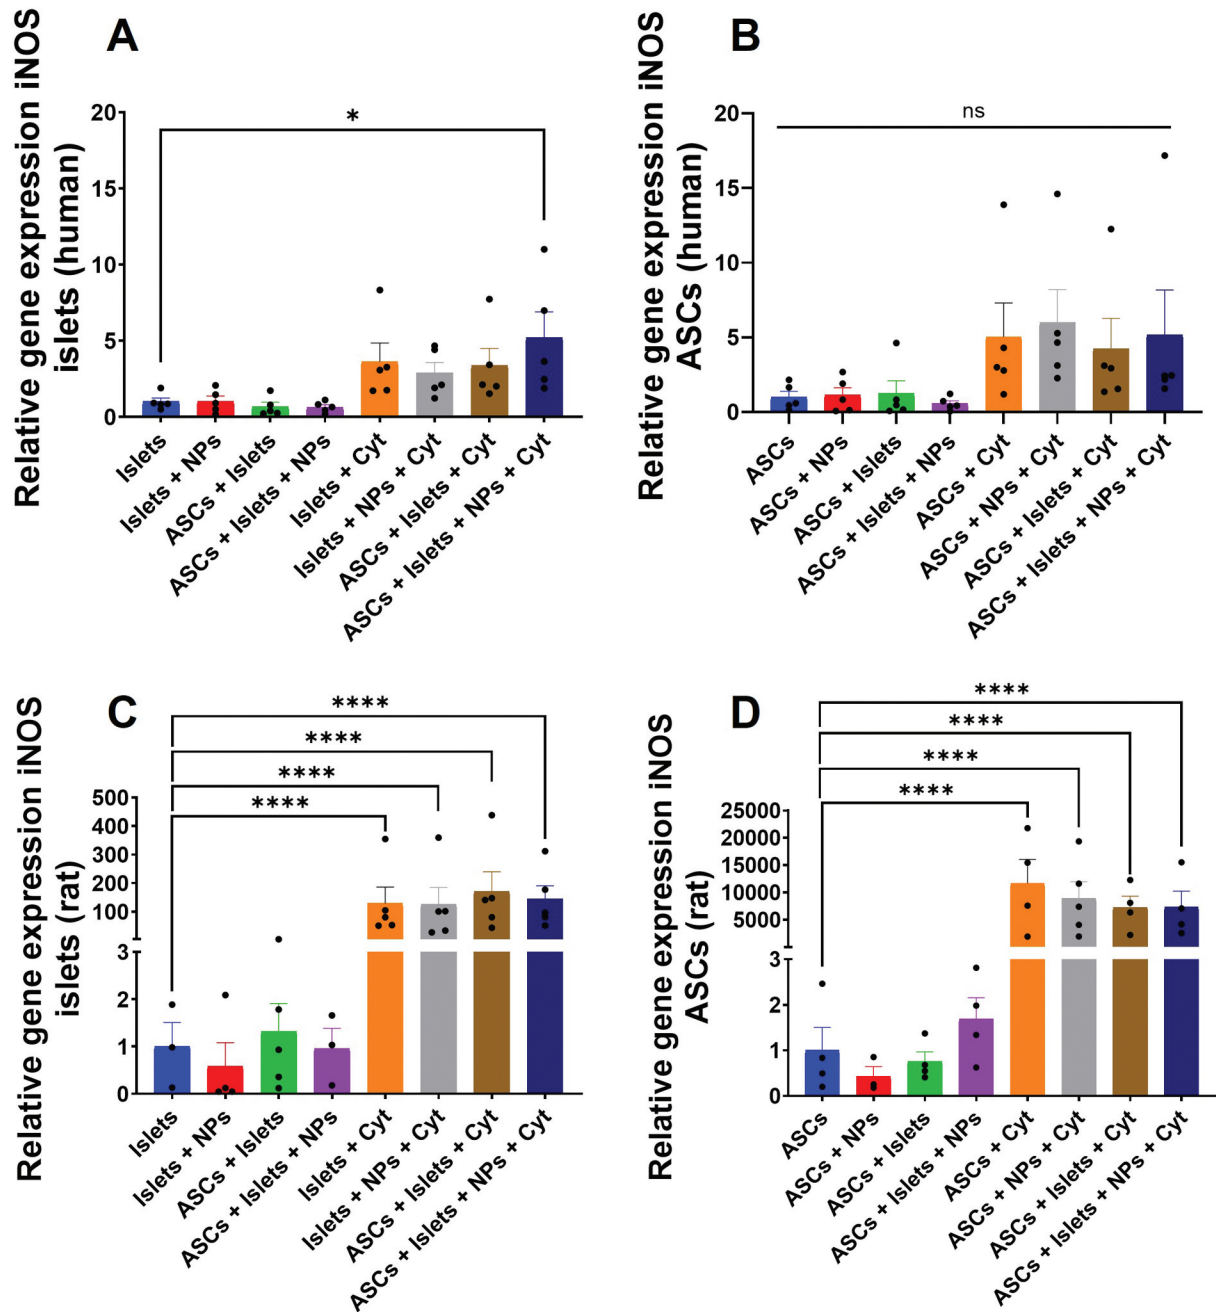 A
Relative gene expression iNOS
islets (human)
20
15
10
5
0
*
Islets
Islets + NPs
ASCs + Islets
ASCs + Islets + NPs
Islets + Cyt
Islets + NPs + Cyt
ASCs + Islets + Cyt
ASCs + Islets + NPs + Cyt
B
Relative gene expression iNOS
ASCs (human)
20
15
10
5
0
ns
ASCs
ASCs + NPs
ASCs + Islets
ASCs + Islets + NPs
ASCs + Cyt
ASCs + NPs + Cyt
ASCs + Islets + Cyt
ASCs + Islets + NPs + Cyt
C
Relative gene expression iNOS
islets (rat)
****
****
****
****
500
400
300
200
100
3
2
1
0
Islets
Islets + NPs
ASCs + Islets
ASCs + Islets + NPs
Islets + Cyt
Islets + NPs + Cyt
ASCs + Islets + Cyt
ASCs + Islets + NPs + Cyt
D
Relative gene expression iNOS
ASCs (rat)
****
****
****
****
25000
20000
15000
10000
5000
3
2
1
0
ASCs
ASCs + NPs
ASCs + Islets
ASCs + Islets + NPs
ASCs + Cyt
ASCs + NPs + Cyt
ASCs + Islets + Cyt
ASCs + Islets + NPs + Cyt